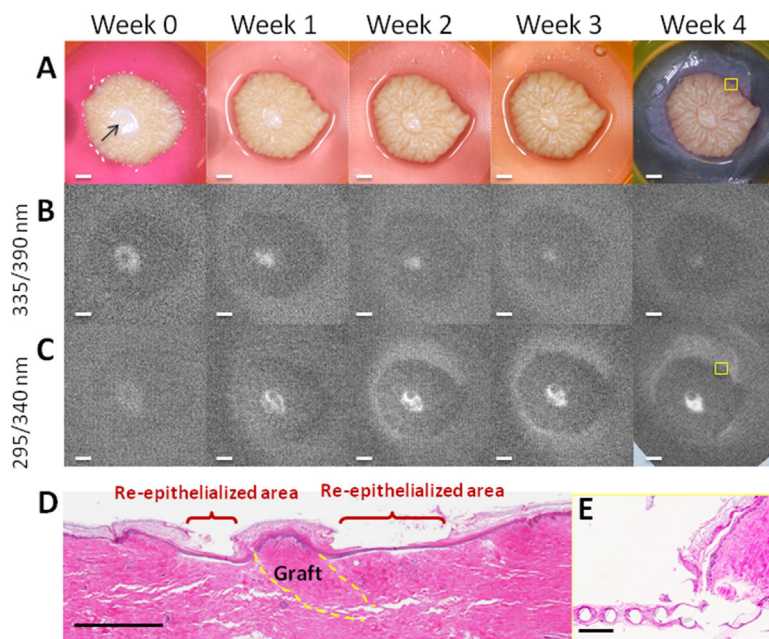 Week 0 Week 1 Week 2 Week 3 Week 4
A
B
335/390 nm
C
295/340 nm
D
Re-epithelialized area Re-epithelialized area
Graft
E